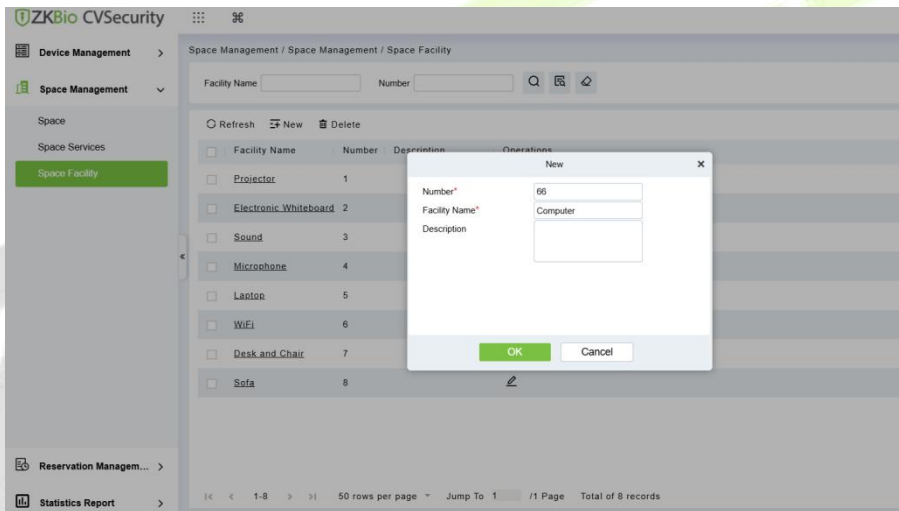 ZKBio CVSecurity
Device Management
Space Management
Space
Space Services
Space Facility
Reservation Managem...
Statistics Report
Space Management / Space Management / Space Facility
Facility Name Number
Refresh New Delete
Facility Name Number Description Operations
Projector 1
Electronic Whiteboard 2
Sound 3
Microphone 4
Laptop 5
WiFi 6
Desk and Chair 7
Sofa 8
1-8 50 rows per page Jump To 1 /1 Page Total of 8 records
New
Number* 66
Facility Name* Computer
Description
OK Cancel